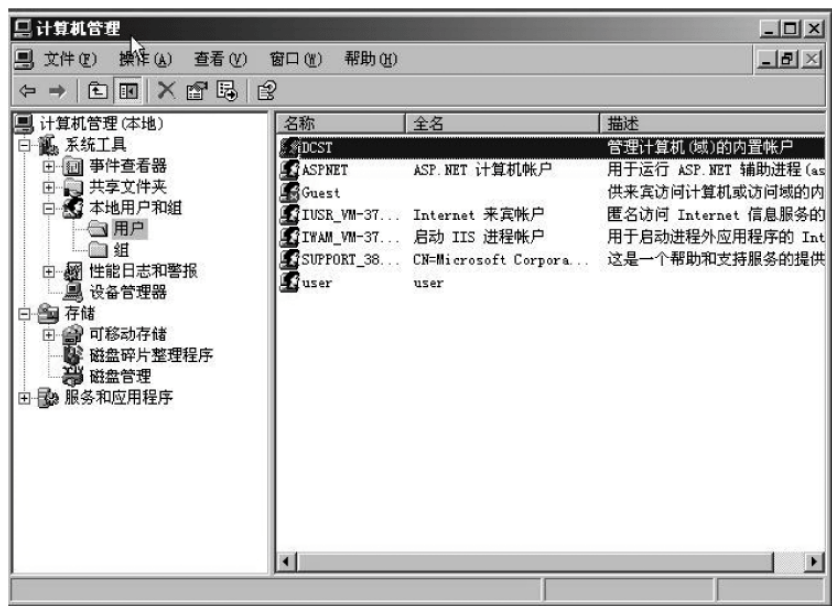 计算机管理
文件(F) 操作(A) 查看(V) 窗口(W) 帮助(H)
计算机管理(本地)
系统工具
事件查看器
共享文件夹
本地用户和组
用户
组
性能日志和警报
设备管理器
存储
可移动存储
磁盘碎片整理程序
磁盘管理
服务和应用程序
名称 全名 描述
DCST 管理计算机(域)的内置帐户
ASPNET ASP.NET 计算机帐户 用于运行 ASP.NET 辅助进程(as
Guest 供来宾访问计算机或访问域的内
IUSR_VM-37... Internet 来宾帐户 匿名访问 Internet 信息服务的
IWAM_VM-37... 启动 IIS 进程帐户 用于启动进程外应用程序的 Int
SUPPORT_38... CN=Microsoft Corpora... 这是一个帮助和支持服务的提供
user user